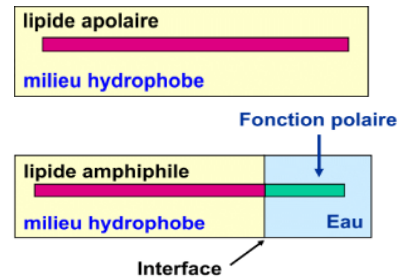 lipide apolaire
milieu hydrophobe
Fonction polaire
lipide amphiphile
milieu hydrophobe Eau
Interface